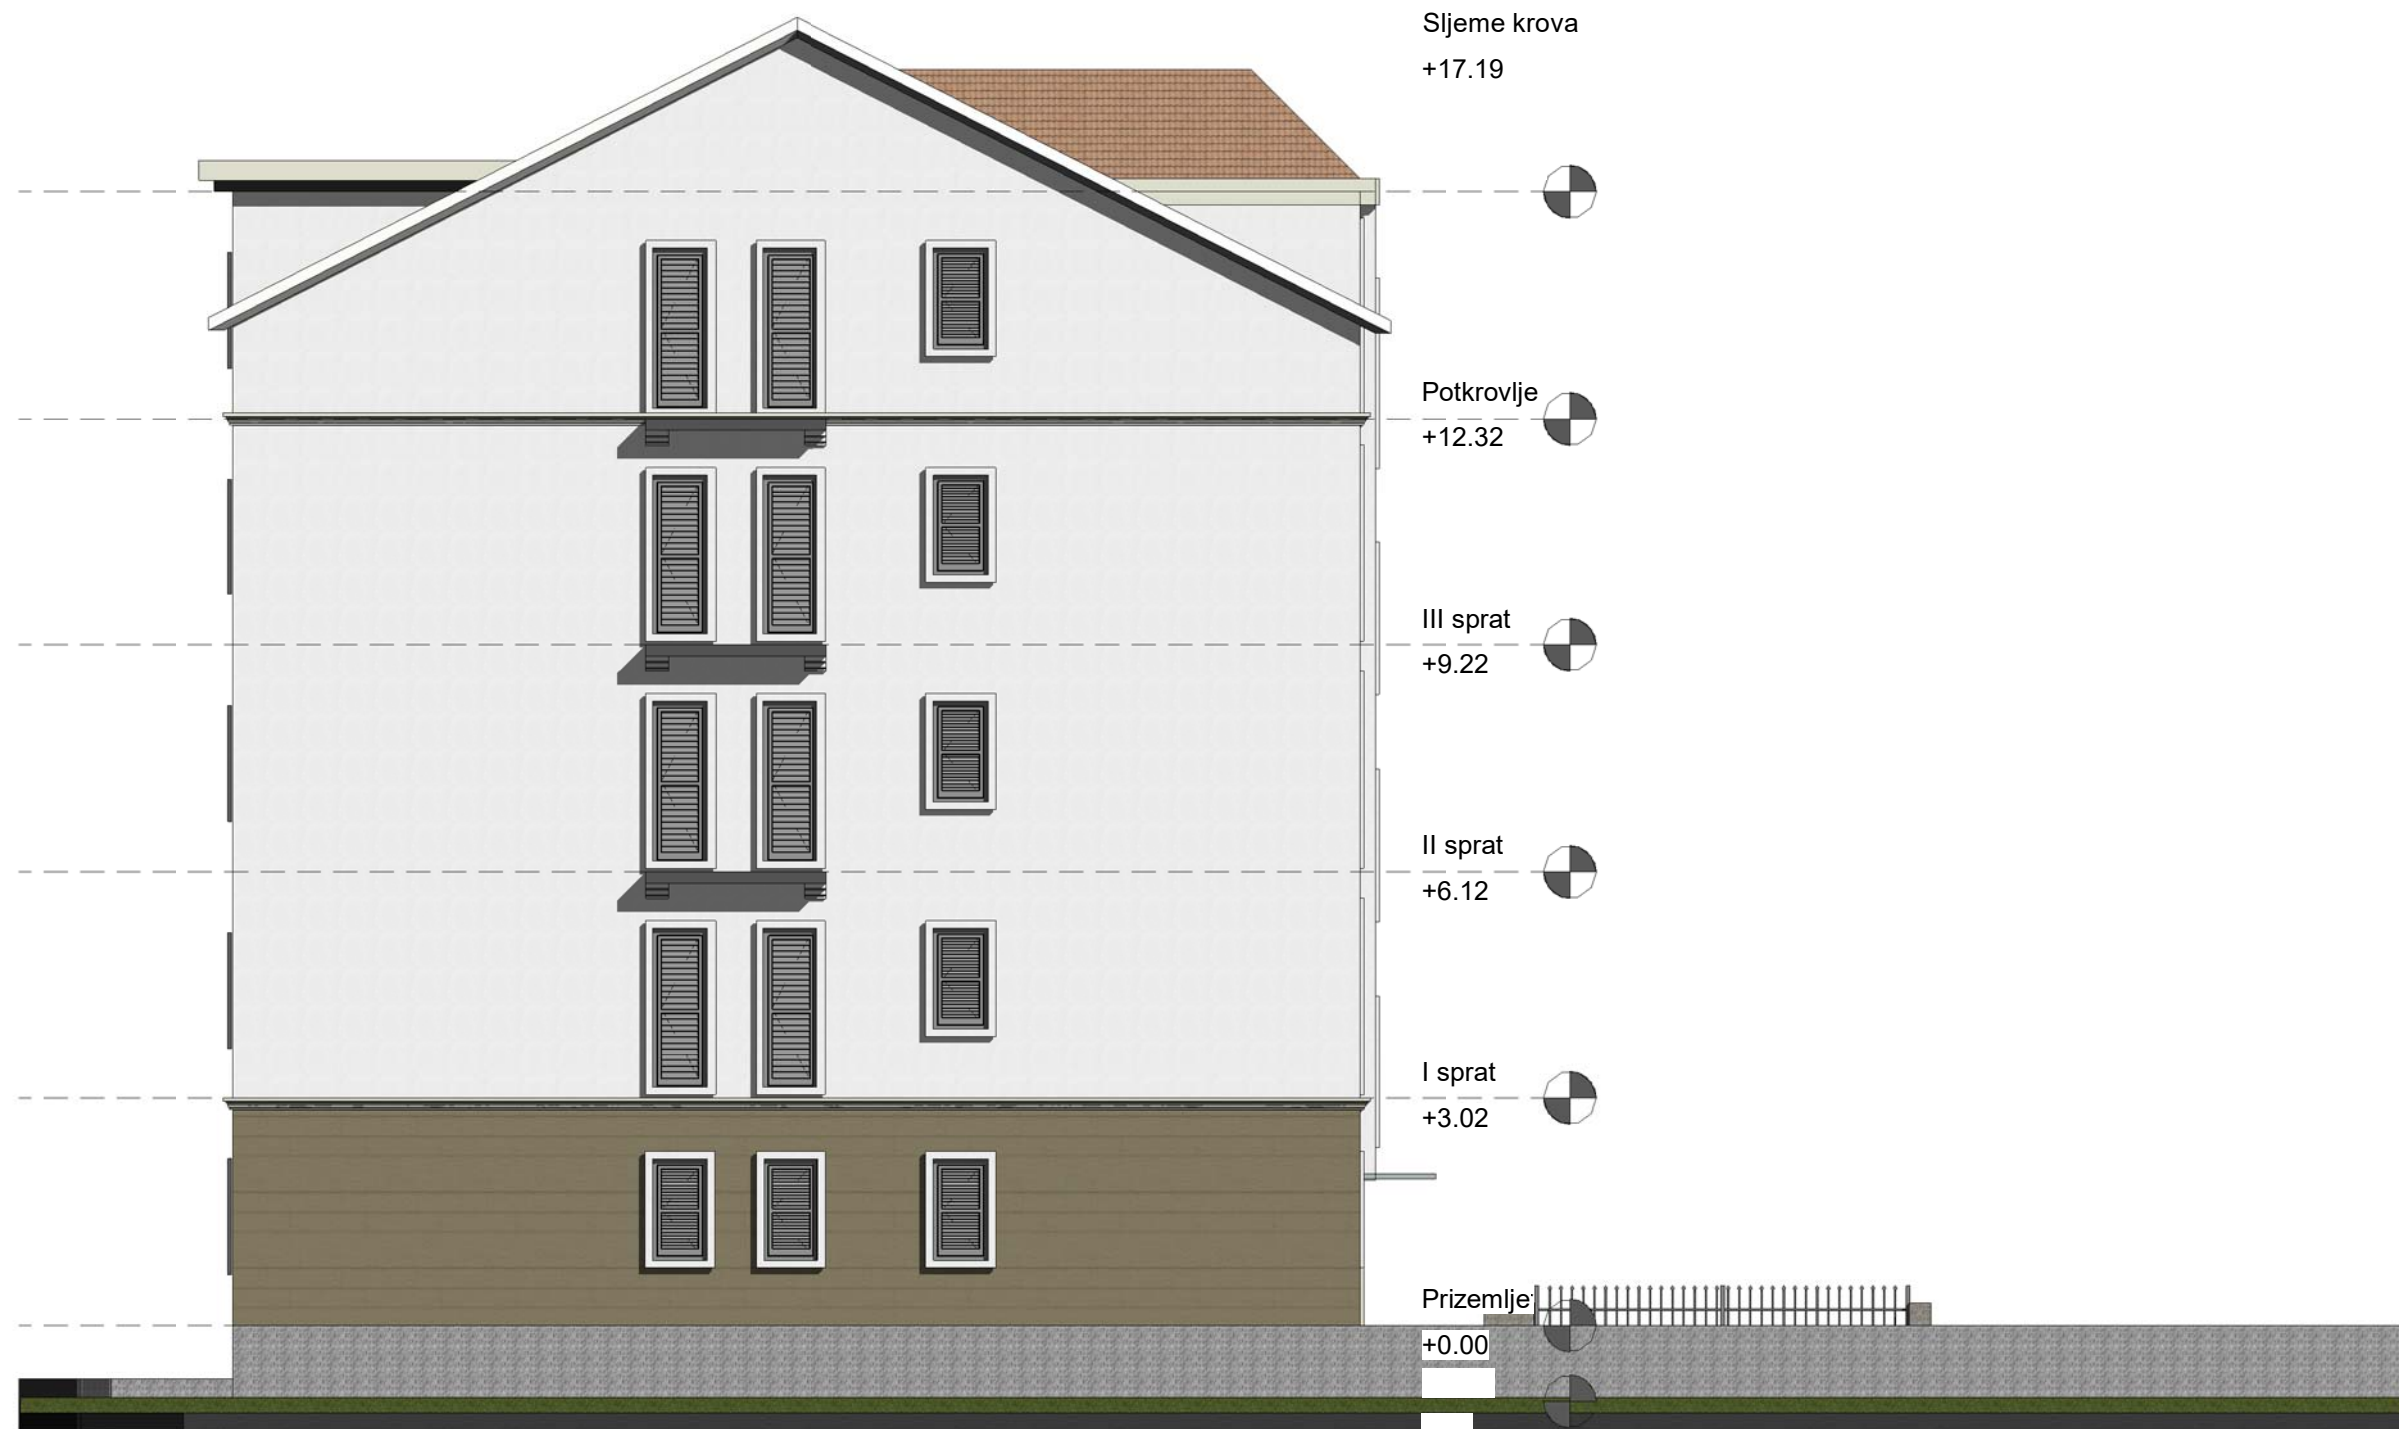 Sljeme krova
+17.19
Potkrovlje
+12.32
III sprat
+9.22
II sprat
+6.12
I sprat
+3.02
Prizemlje
+0.00